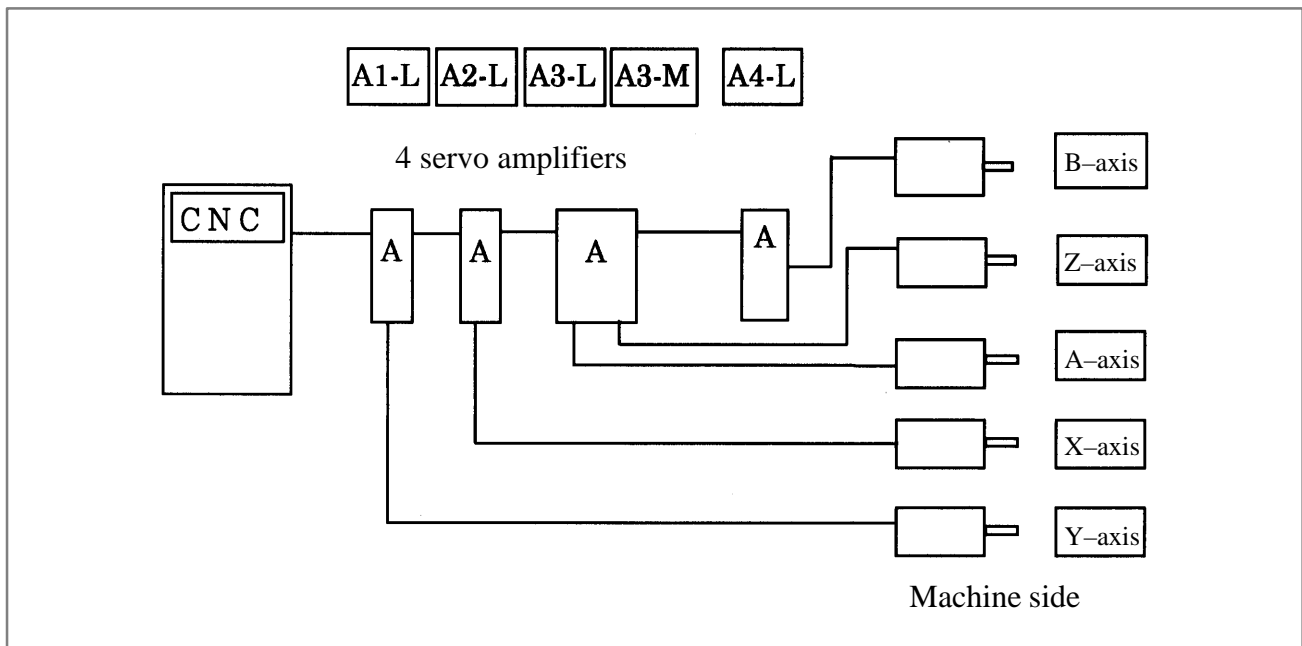 A1-L A2-L A3-L A3-M A4-L
4 servo amplifiers
B–axis
CNC
A A A A
Z–axis
A–axis
X–axis
Y–axis
Machine side